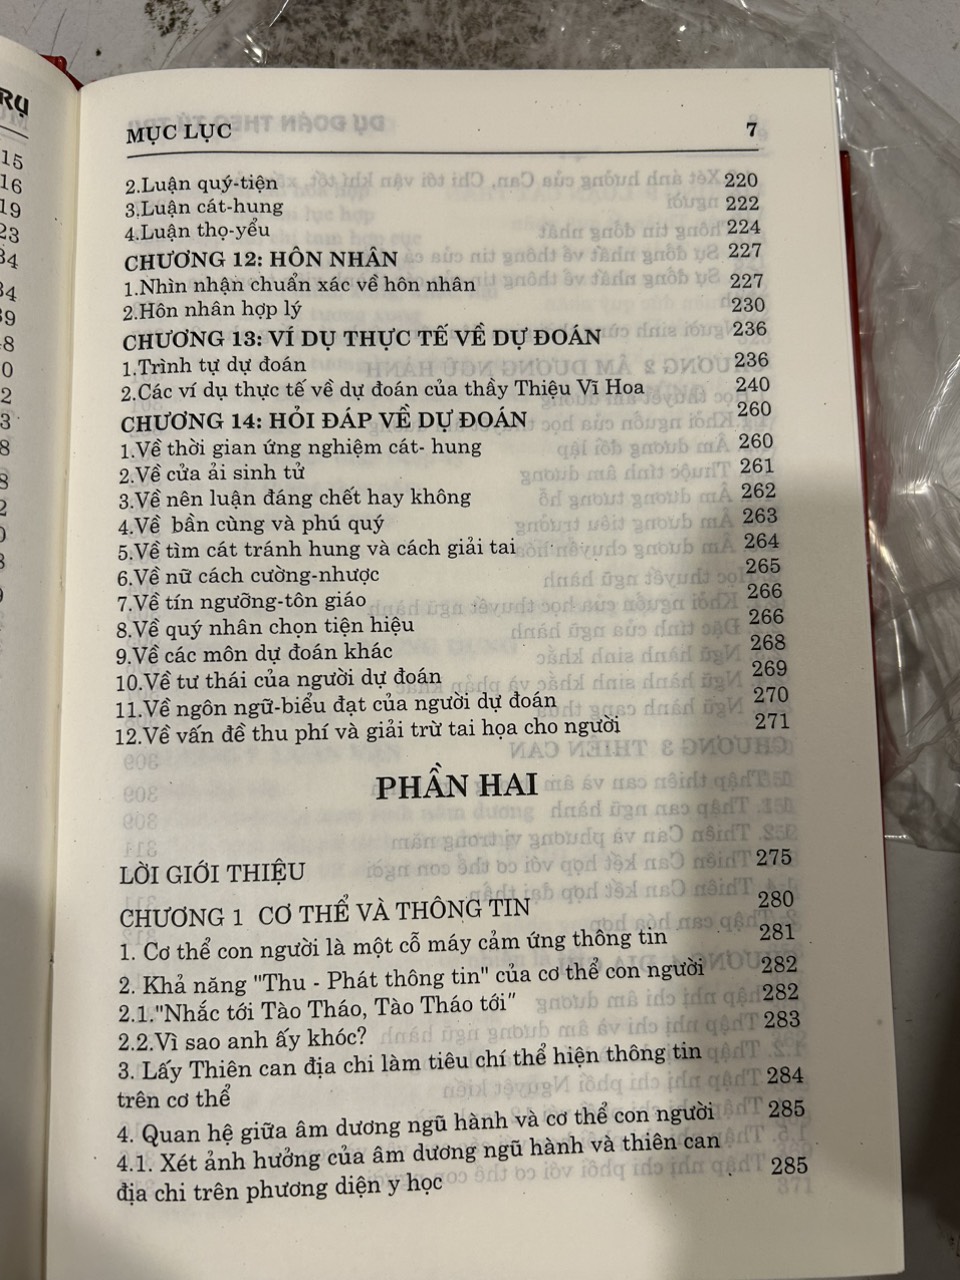 MỤC LỤC 7
2.Luận quý-tiện 220
3.Luận cát-hung 222
4.Luận thọ-yểu 224
CHƯƠNG 12: HÔN NHÂN 227
1.Nhìn nhận chuẩn xác về hôn nhân 227
2.Hôn nhân hợp lý 230
CHƯƠNG 13: VÍ DỤ THỰC TẾ VỀ DỰ ĐOÁN 236
1.Trình tự dự đoán 236
2.Các ví dụ thực tế về dự đoán của thầy Thiệu Vĩ Hoa 240
CHƯƠNG 14: HỎI ĐÁP VỀ DỰ ĐOÁN 260
1.Về thời gian ứng nghiệm cát- hung 260
2.Về cửa ải sinh tử 261
3.Về nên luận đáng chết hay không 262
4.Về bần cùng và phú quý 263
5.Về tìm cát tránh hung và cách giải tai 264
6.Về nữ cách cường-nhược 265
7.Về tín ngưỡng-tôn giáo 266
8.Về quý nhân chọn tiện hiệu 266
9.Về các môn dự đoán khác 268
10.Về tư thái của người dự đoán 269
11.Về ngôn ngữ-biểu đạt của người dự đoán 270
12.Về vấn đề thu phí và giải trừ tai họa cho người 271
PHẦN HAI
LỜI GIỚI THIỆU 275
CHƯƠNG 1 CƠ THỂ VÀ THÔNG TIN 280
1. Cơ thể con người là một cỗ máy cảm ứng thông tin 281
2. Khả năng "Thu - Phát thông tin" của cơ thể con người 282
2.1."Nhắc tới Tào Tháo, Tào Tháo tới" 282
2.2.Vì sao anh ấy khóc? 283
3. Lấy Thiên can địa chi làm tiêu chí thể hiện thông tin
trên cơ thể 284
4. Quan hệ giữa âm dương ngũ hành và cơ thể con người 285
4.1. Xét ảnh hưởng của âm dương ngũ hành và thiên can
địa chi trên phương diện y học 285